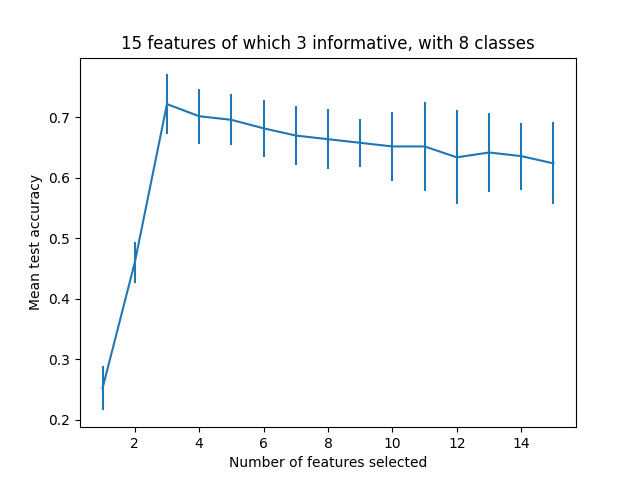 15 features of which 3 informative, with 8 classes
Mean test accuracy
0.7
0.6
0.5
0.4
0.3
0.2
2 4 6 8 10 12 14
Number of features selected